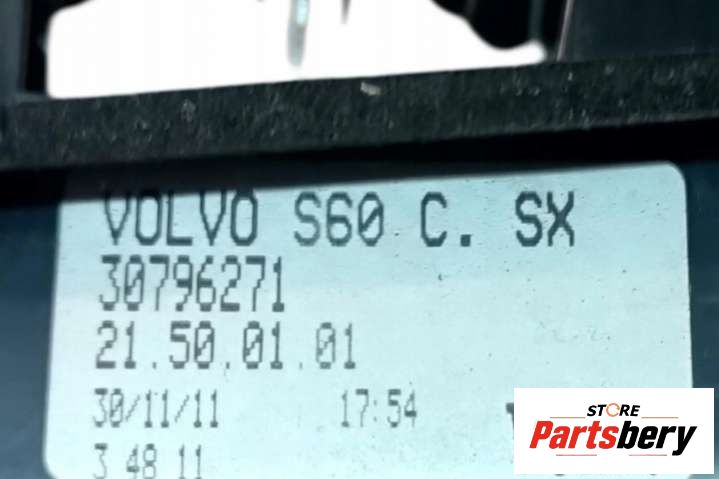 VOLVO S60 C. SX
30796271
21.50.01.01
30/11/11 17:54
3 48 11
STORE
Partsbery